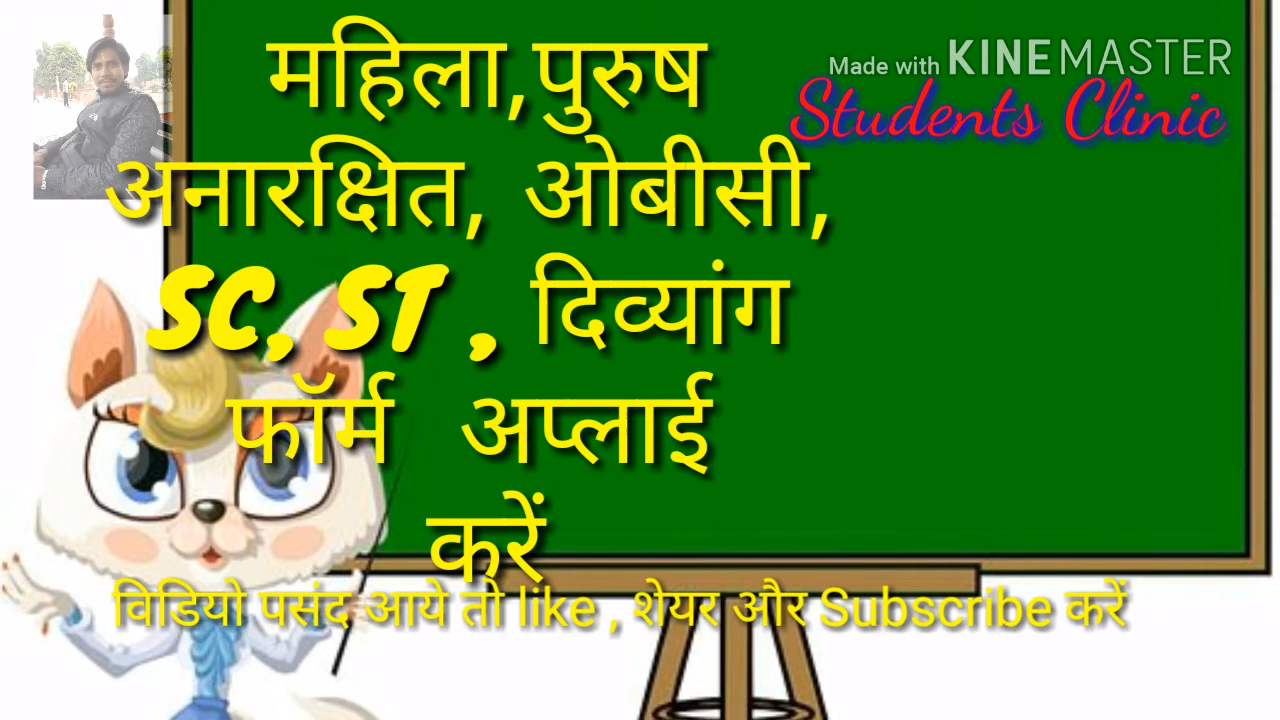 महिला,पुरुष
Made with KINEMASTER
Students Clinic
अनारक्षित, ओबीसी,
SC, ST , दिव्यांग
फॉर्म अप्लाई
करें
विडियो पसंद आये तो like , शेयर और Subscribe करें